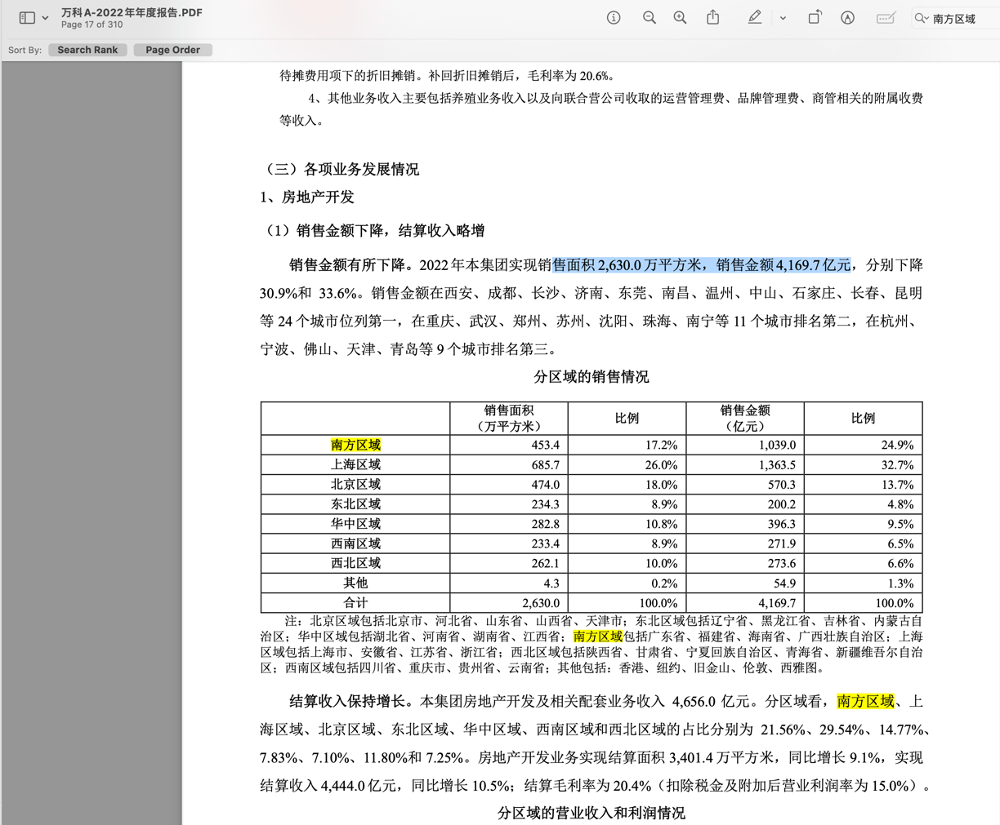 万科A-2022年年度报告.PDF
Page 17 of 310
南方区域
Sort By: Search Rank Page Order
待摊费用项下的折旧摊销。补回折旧摊销后，毛利率为 20.6%。
4、其他业务收入主要包括养殖业务收入以及向联合营公司收取的运营管理费、品牌管理费、商管相关的附属收费
等收入。
（三）各项业务发展情况
1、房地产开发
（1）销售金额下降，结算收入略增
销售金额有所下降。2022 年本集团实现销售面积 2,630.0 万平方米，销售金额 4,169.7 亿元，分别下降
30.9%和 33.6%。销售金额在西安、成都、长沙、济南、东莞、南昌、温州、中山、石家庄、长春、昆明
等 24 个城市位列第一，在重庆、武汉、郑州、苏州、沈阳、珠海、南宁等 11 个城市排名第二，在杭州、
宁波、佛山、天津、青岛等 9 个城市排名第三。
分区域的销售情况
销售面积（万平方米） 比例 销售金额（亿元） 比例
南方区域 453.4 17.2% 1,039.0 24.9%
上海区域 685.7 26.0% 1,363.5 32.7%
北京区域 474.0 18.0% 570.3 13.7%
东北区域 234.3 8.9% 200.2 4.8%
华中区域 282.8 10.8% 396.3 9.5%
西南区域 233.4 8.9% 271.9 6.5%
西北区域 262.1 10.0% 273.6 6.6%
其他 4.3 0.2% 54.9 1.3%
合计 2,630.0 100.0% 4,169.7 100.0%
注：北京区域包括北京市、河北省、山东省、山西省、天津市；东北区域包括辽宁省、黑龙江省、吉林省、内蒙古自
治区；华中区域包括湖北省、河南省、湖南省、江西省；南方区域包括广东省、福建省、海南省、广西壮族自治区；上海
区域包括上海市、安徽省、江苏省、浙江省；西北区域包括陕西省、甘肃省、宁夏回族自治区、青海省、新疆维吾尔自治
区；西南区域包括四川省、重庆市、贵州省、云南省；其他包括：香港、纽约、旧金山、伦敦、西雅图。
结算收入保持增长。本集团房地产开发及相关配套业务收入 4,656.0 亿元。分区域看，南方区域、上
海区域、北京区域、东北区域、华中区域、西南区域和西北区域的占比分别为 21.56%、29.54%、14.77%、
7.83%、7.10%、11.80%和 7.25%。房地产开发业务实现结算面积 3,401.4 万平方米，同比增长 9.1%，实现
结算收入 4,444.0 亿元，同比增长 10.5%；结算毛利率为 20.4%（扣除税金及附加后营业利润率为 15.0%）。
分区域的营业收入和利润情况